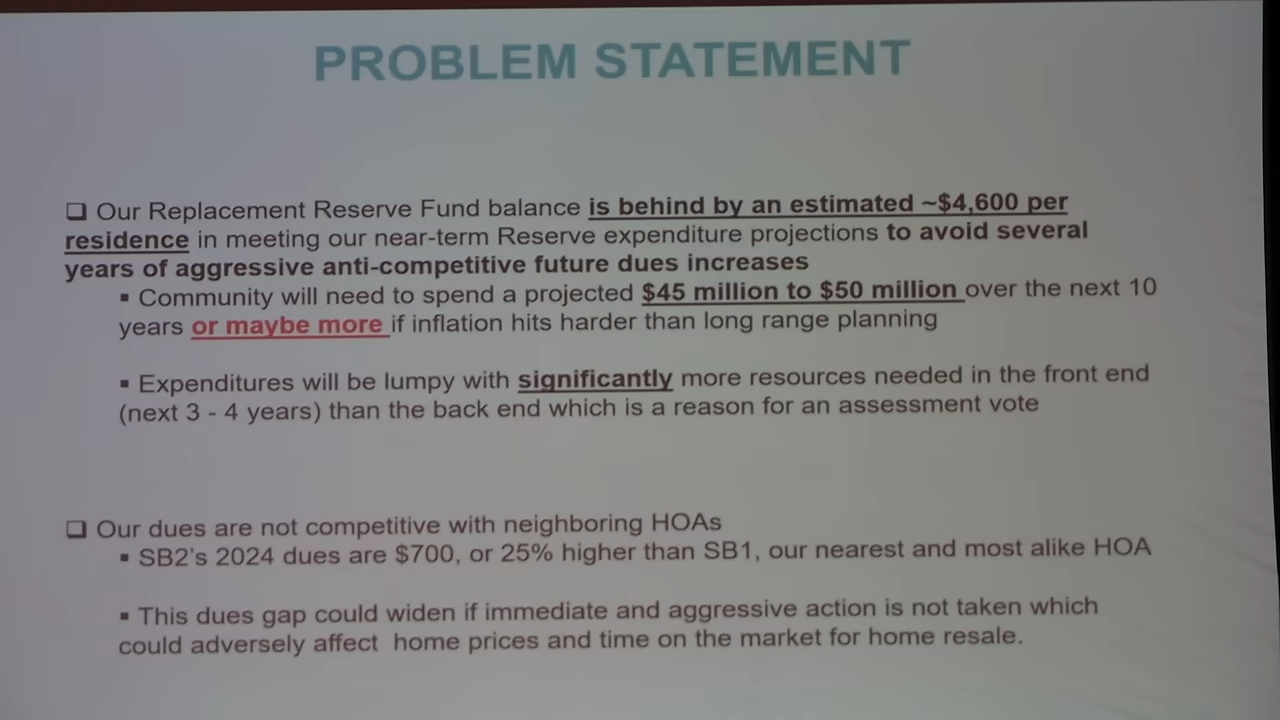 PROBLEM STATEMENT
❑ Our Replacement Reserve Fund balance is behind by an estimated ~$4,600 per
residence in meeting our near-term Reserve expenditure projections to avoid several
years of aggressive anti-competitive future dues increases
▪ Community will need to spend a projected $45 million to $50 million over the next 10
years or maybe more if inflation hits harder than long range planning
▪ Expenditures will be lumpy with significantly more resources needed in the front end
(next 3 - 4 years) than the back end which is a reason for an assessment vote
❑ Our dues are not competitive with neighboring HOAs
▪ SB2's 2024 dues are $700, or 25% higher than SB1, our nearest and most alike HOA
▪ This dues gap could widen if immediate and aggressive action is not taken which
could adversely affect home prices and time on the market for home resale.